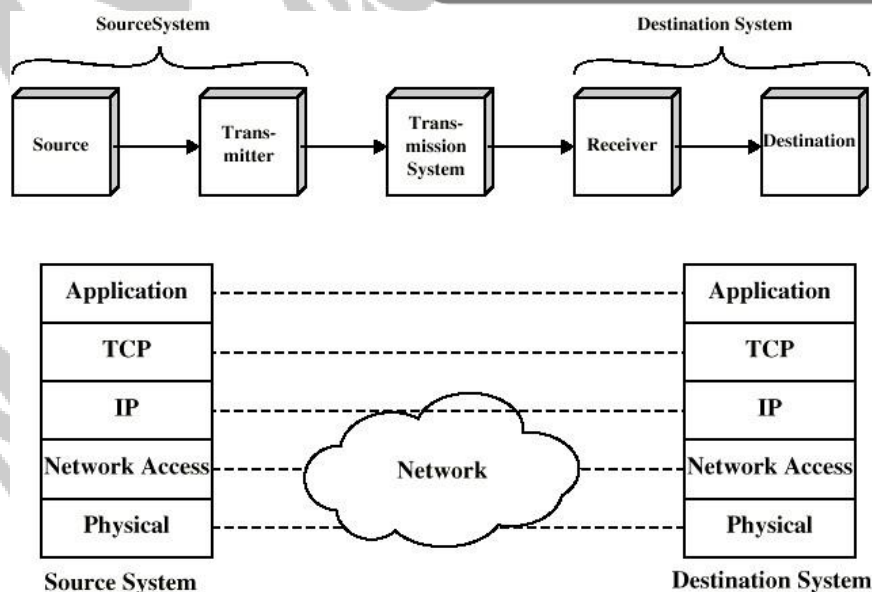 SourceSystem
Destination System
Source
Trans-
mitter
Trans-
mission
System
Receiver
Destination
Application
Application
TCP
TCP
IP
IP
Network Access
Network
Network Access
Physical
Physical
Source System
Destination System